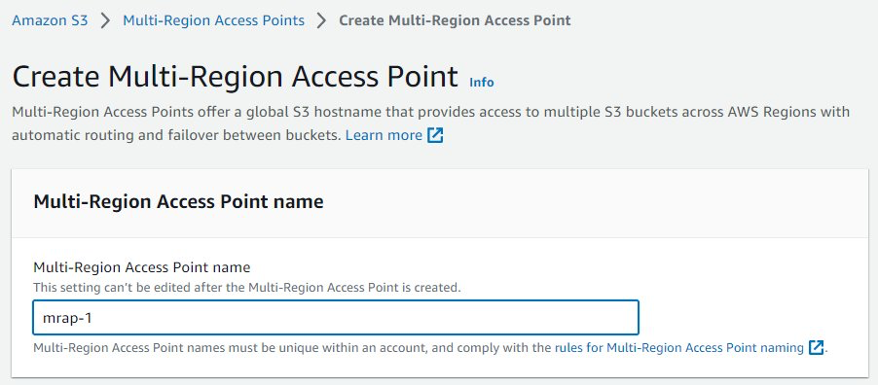 Amazon S3 > Multi-Region Access Points > Create Multi-Region Access Point
Create Multi-Region Access Point Info
Multi-Region Access Points offer a global S3 hostname that provides access to multiple S3 buckets across AWS Regions with
automatic routing and failover between buckets. Learn more
Multi-Region Access Point name
Multi-Region Access Point name
This setting can't be edited after the Multi-Region Access Point is created.
mrap-1
Multi-Region Access Point names must be unique within an account, and comply with the rules for Multi-Region Access Point naming.